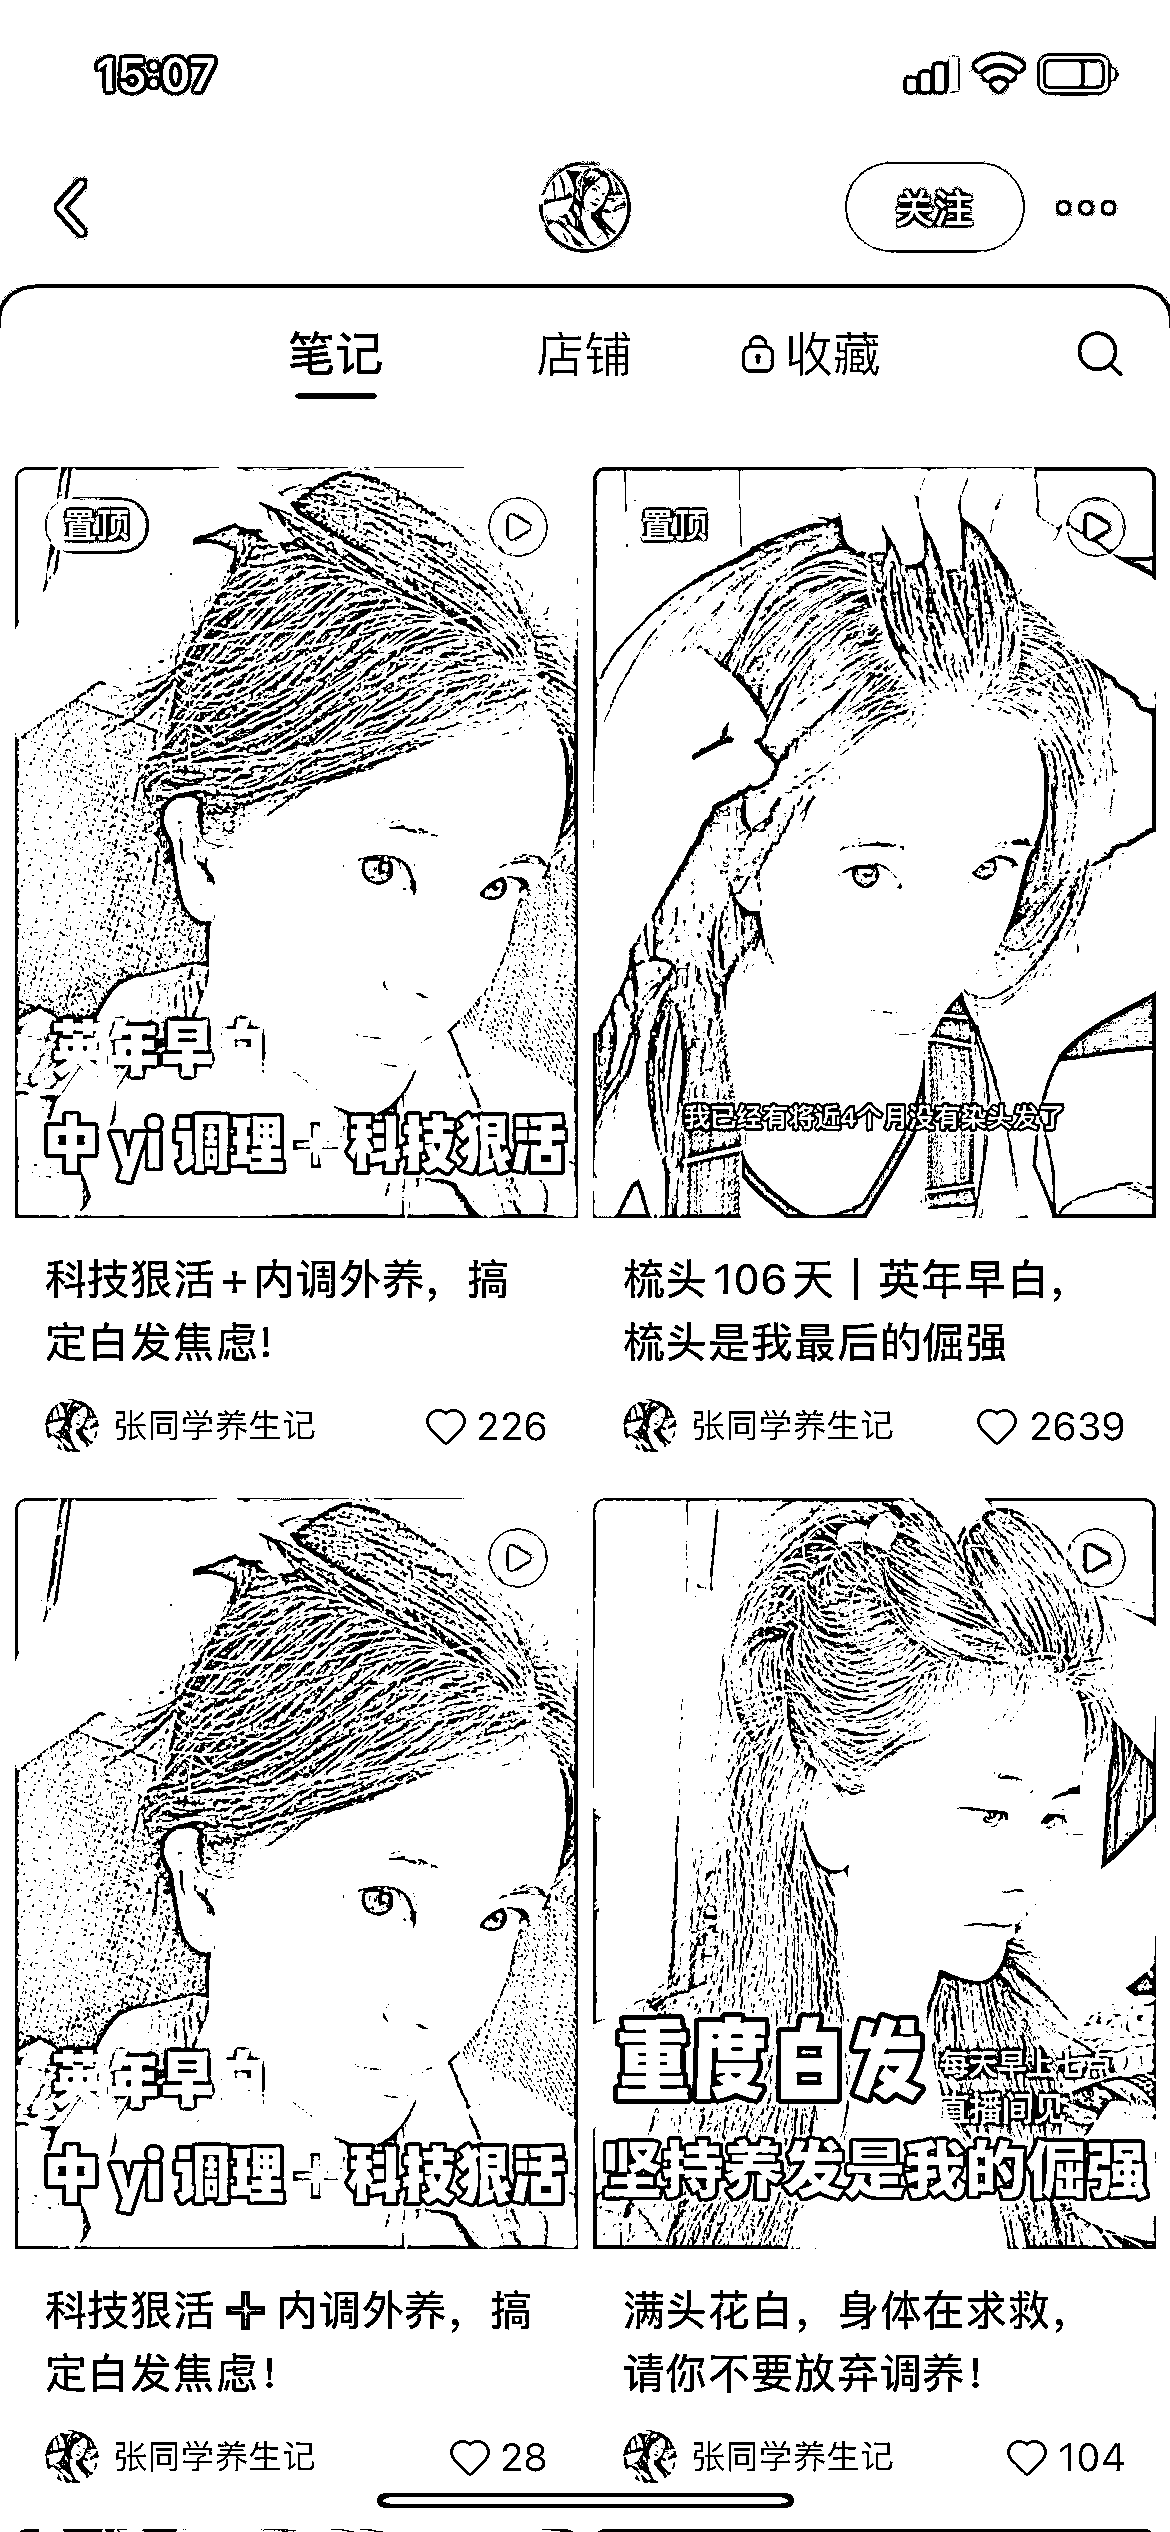 15:07
关注
笔记 店铺 收藏
置顶
英年早白
中yi调理+科技狠活
科技狠活+内调外养，搞
定白发焦虑!
张同学养生记 226
置顶
我已经有将近4个月没有染头发了
梳头106天｜英年早白，
梳头是我最后的倔强
张同学养生记 2639
英年早白
中yi调理+科技狠活
科技狠活➕内调外养，搞
定白发焦虑！
张同学养生记 28
重度白发
每天早上七点
直播间见
坚持养发是我的倔强
满头花白，身体在求救，
请你不要放弃调养！
张同学养生记 104